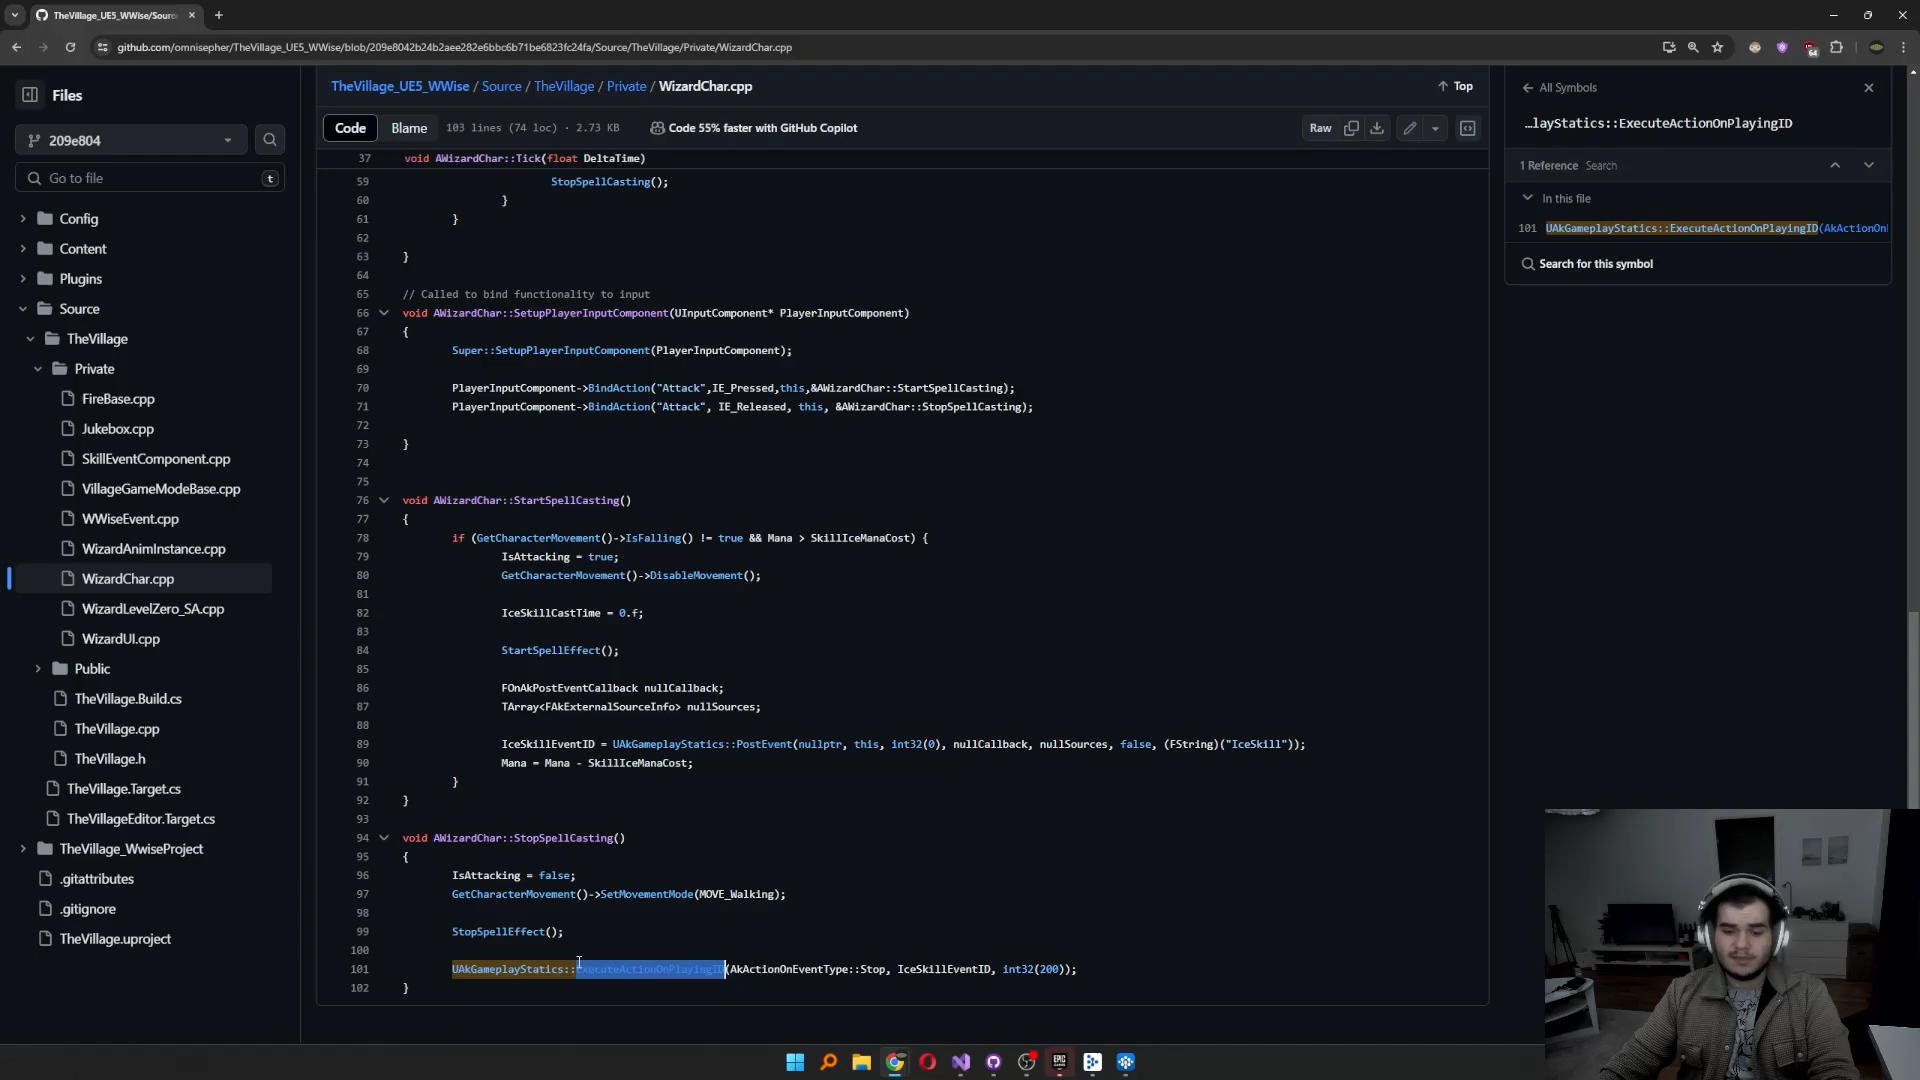 TheVillage_UE5_WWise/Sourc
github.com/omnisepher/TheVillage_UE5_WWise/blob/209e8042b24b2aee282e6bbc6b71be6823fc24fa/Source/TheVillage/Private/WizardChar.cpp
64
Files
209e804
Go to file
t
Config
Content
Plugins
Source
TheVillage
Private
FireBase.cpp
Jukebox.cpp
SkillEventComponent.cpp
VillageGameModeBase.cpp
WWiseEvent.cpp
WizardAnimInstance.cpp
WizardChar.cpp
WizardLevelZero_SA.cpp
WizardUI.cpp
Public
TheVillage.Build.cs
TheVillage.cpp
TheVillage.h
TheVillage.Target.cs
TheVillageEditor.Target.cs
TheVillage_WwiseProject
.gitattributes
.gitignore
TheVillage.uproject
TheVillage_UE5_WWise / Source / TheVillage / Private / WizardChar.cpp
Top
Code
Blame
103 lines (74 loc) · 2.73 KB
Code 55% faster with GitHub Copilot
Raw
37 void AWizardChar::Tick(float DeltaTime)
59 StopSpellCasting();
60 }
61 }
62
63 }
64
65 // Called to bind functionality to input
66 void AWizardChar::SetupPlayerInputComponent(UInputComponent* PlayerInputComponent)
67 {
68 Super::SetupPlayerInputComponent(PlayerInputComponent);
69
70 PlayerInputComponent->BindAction("Attack",IE_Pressed,this,&AWizardChar::StartSpellCasting);
71 PlayerInputComponent->BindAction("Attack", IE_Released, this, &AWizardChar::StopSpellCasting);
72
73 }
74
75
76 void AWizardChar::StartSpellCasting()
77 {
78 if (GetCharacterMovement()->IsFalling() != true && Mana > SkillIceManaCost) {
79 IsAttacking = true;
80 GetCharacterMovement()->DisableMovement();
81
82 IceSkillCastTime = 0.f;
83
84 StartSpellEffect();
85
86 FOnAkPostEventCallback nullCallback;
87 TArray<FAkExternalSourceInfo> nullSources;
88
89 IceSkillEventID = UAkGameplayStatics::PostEvent(nullptr, this, int32(0), nullCallback, nullSources, false, (FString)("IceSkill"));
90 Mana = Mana - SkillIceManaCost;
91 }
92 }
93
94 void AWizardChar::StopSpellCasting()
95 {
96 IsAttacking = false;
97 GetCharacterMovement()->SetMovementMode(MOVE_Walking);
98
99 StopSpellEffect();
100
101 UAkGameplayStatics::ExecuteActionOnPlayingID(AkActionOnEventType::Stop, IceSkillEventID, int32(200));
102 }
All Symbols
…layStatics::ExecuteActionOnPlayingID
1 Reference Search
In this file
101 UAkGameplayStatics::ExecuteActionOnPlayingID(AkActionOn
Search for this symbol
EPIC